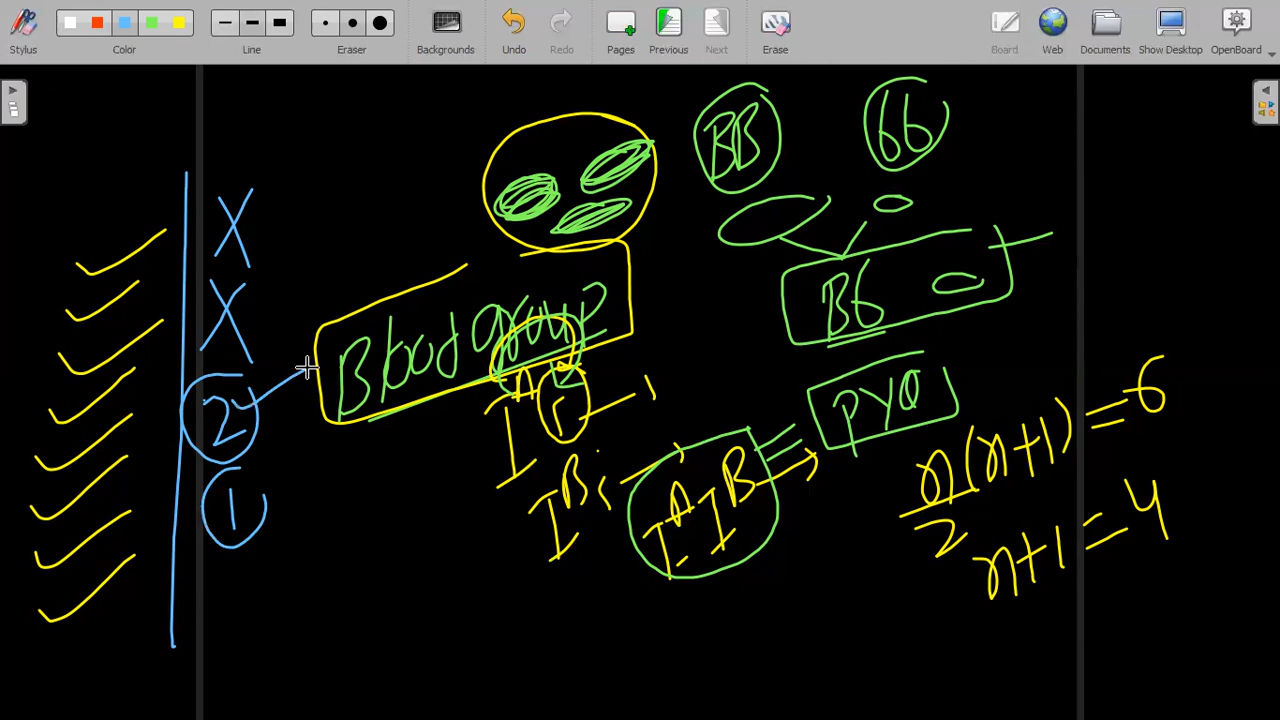 Stylus
Color
Line
Eraser
Backgrounds
Undo
Redo
Pages
Previous
Next
Erase
Board
Web
Documents
Show Desktop
OpenBoard
X
X
2
1
BB
bb
Bb
Blood group
I^A i
I^B i
I^A I^B
PYQ
n(n+1)/2 = 6
n+1 = 4